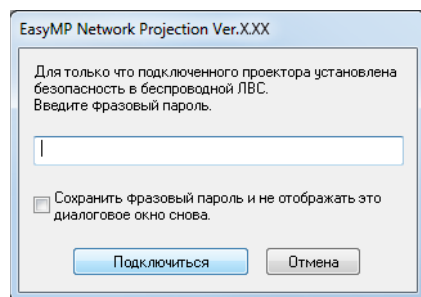 EasyMP Network Projection Ver.X.XX
Для только что подключенного проектора установлена
безопасность в беспроводной ЛВС.
Введите фразовый пароль.
Сохранить фразовый пароль и не отображать это
диалоговое окно снова.
Подключиться Отмена